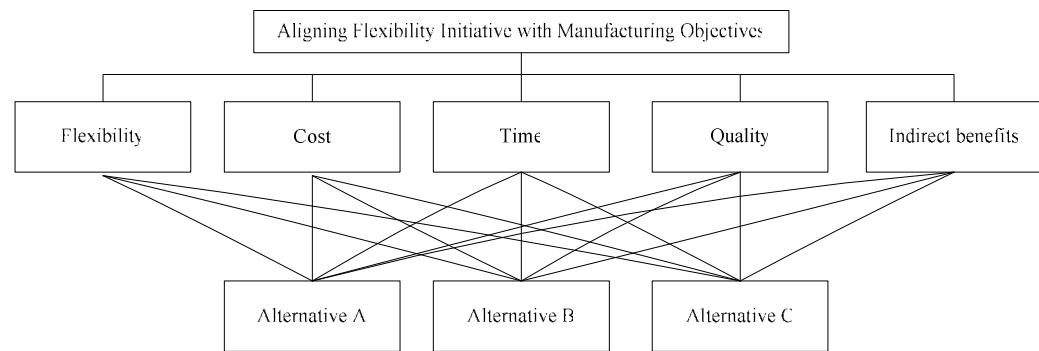 Aligning Flexibility Initiative with Manufacturing Objectives
Flexibility
Cost
Time
Quality
Indirect benefits
Alternative A
Alternative B
Alternative C